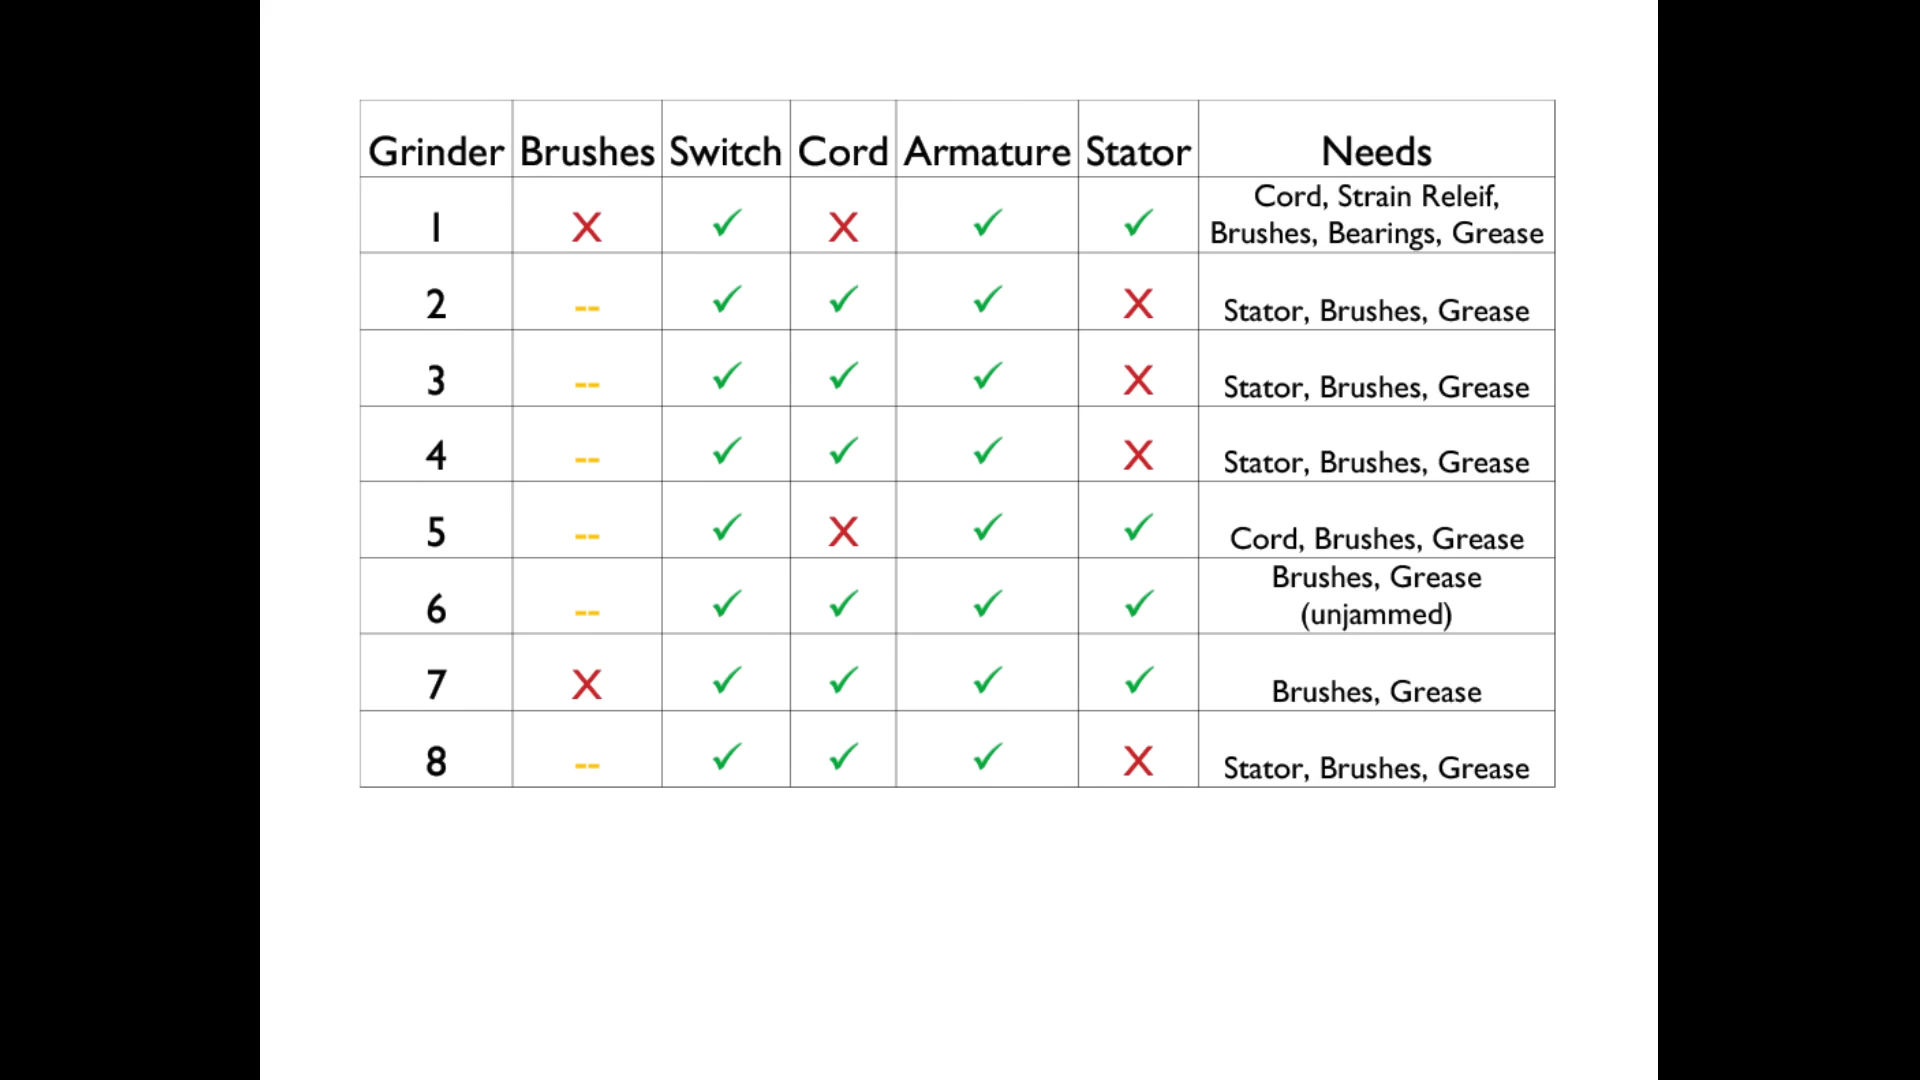 Grinder Brushes Switch Cord Armature Stator Needs
1 X ✓ X ✓ ✓ Cord, Strain Releif,
Brushes, Bearings, Grease
2 -- ✓ ✓ ✓ X Stator, Brushes, Grease
3 -- ✓ ✓ ✓ X Stator, Brushes, Grease
4 -- ✓ ✓ ✓ X Stator, Brushes, Grease
5 -- ✓ X ✓ ✓ Cord, Brushes, Grease
6 -- ✓ ✓ ✓ ✓ Brushes, Grease
(unjammed)
7 X ✓ ✓ ✓ ✓ Brushes, Grease
8 -- ✓ ✓ ✓ X Stator, Brushes, Grease